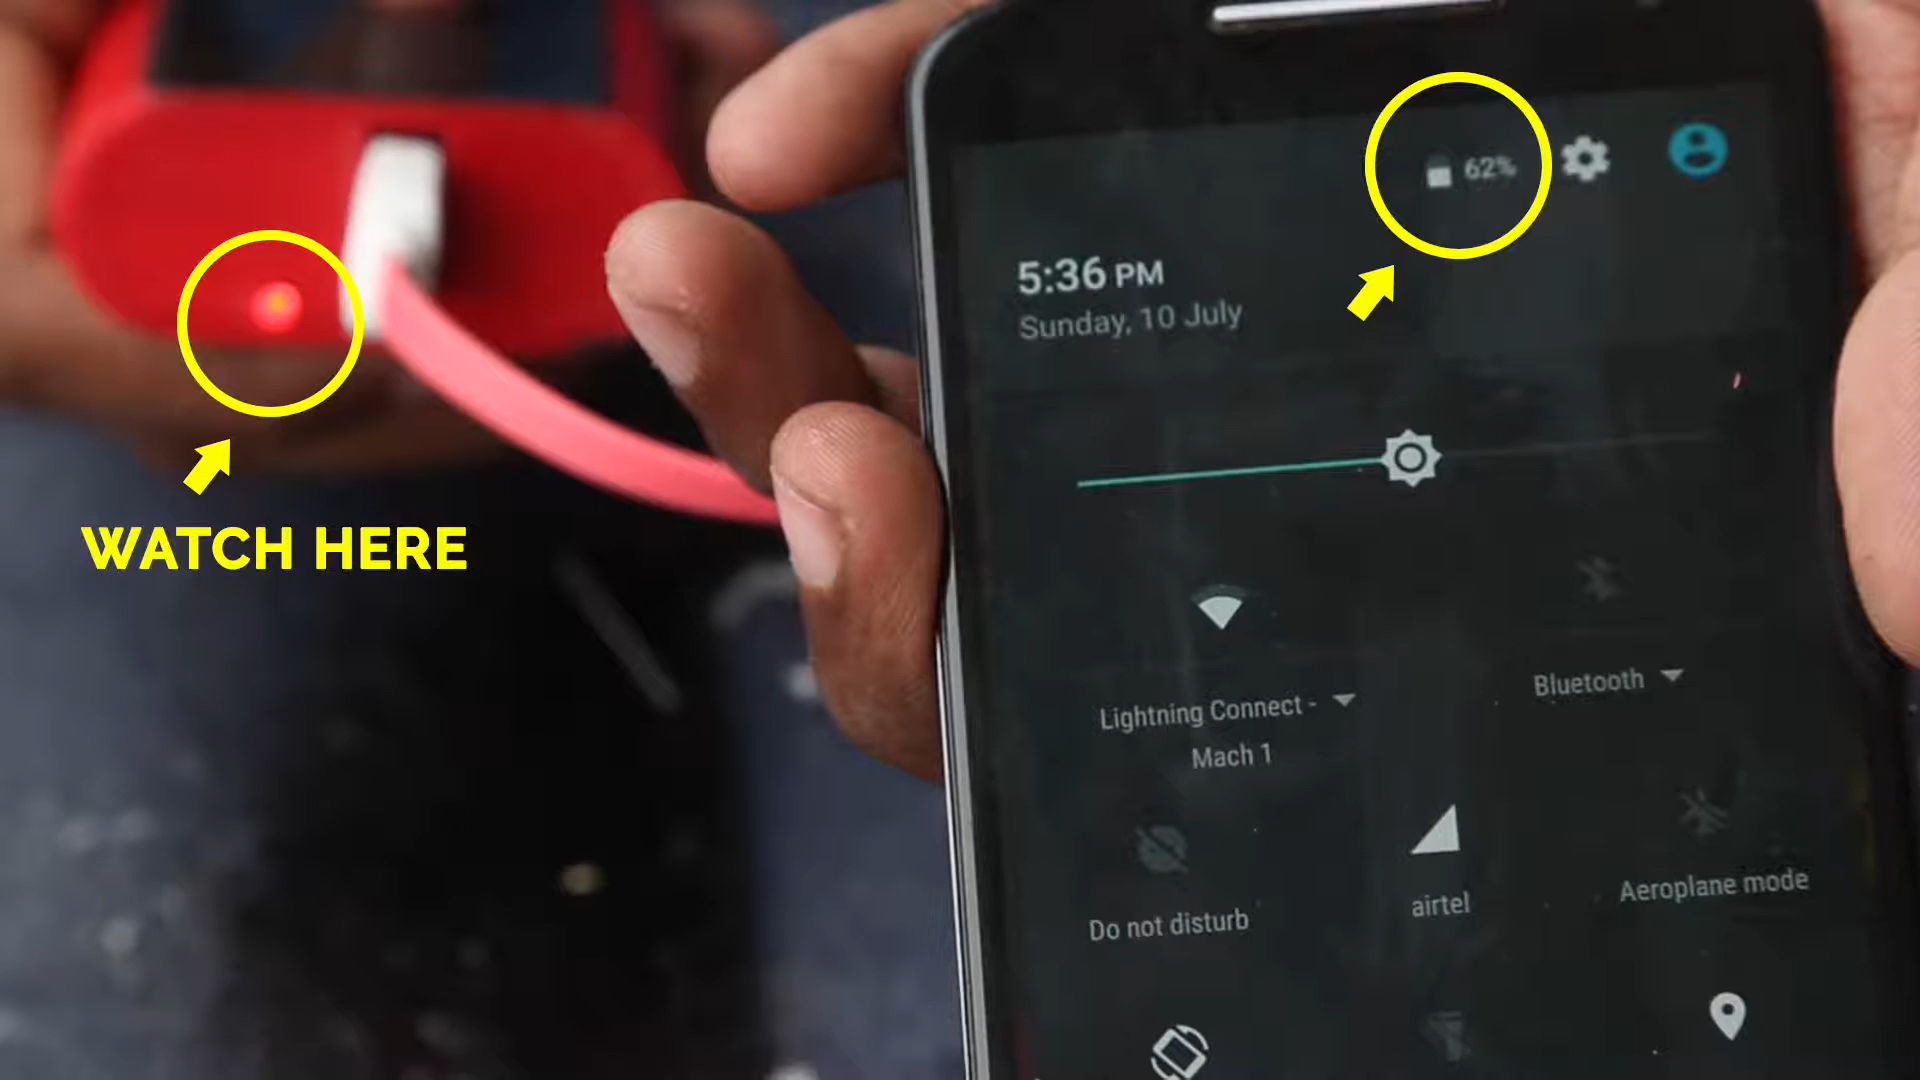 62%
5:36 PM
Sunday, 10 July
WATCH HERE
Bluetooth
Lightning Connect -
Mach 1
Do not disturb
airtel
Aeroplane mode